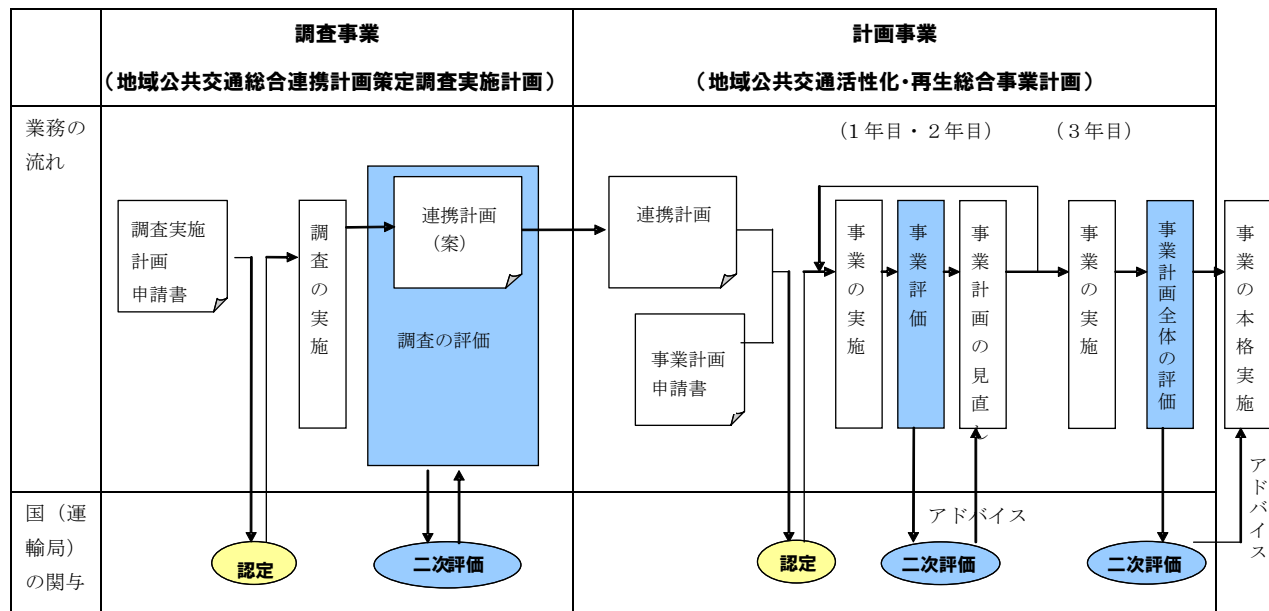 調査事業
（地域公共交通総合連携計画策定調査実施計画）
計画事業
（地域公共交通活性化・再生総合事業計画）
業務の
流れ
（１年目・２年目）
（３年目）
調査実施
計画
申請書
調査の実施
連携計画
（案）
調査の評価
連携計画
事業計画
申請書
事業の実施
事業評価
事業計画の見直し
事業の実施
事業計画全体の評価
事業の本格実施
国（運
輸局）
の関与
認定
二次評価
認定
アドバイス
二次評価
二次評価
アドバイス